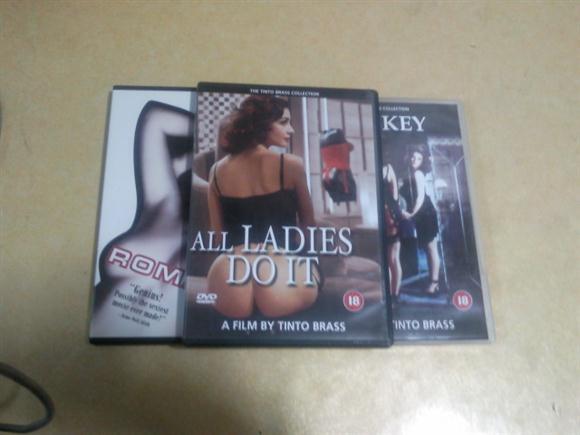 ROM
"Genius!
Possibly the sexiest
movie ever made!"
THE TINTO BRASS COLLECTION
ALL LADIES
DO IT
DVD
18
A FILM BY TINTO BRASS
COLLECTION
KEY
18
TINTO BRASS